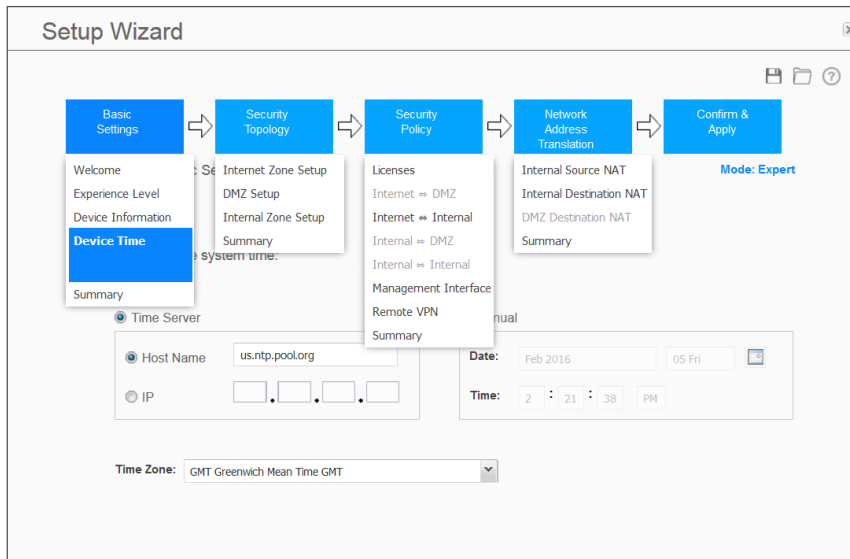 Setup Wizard
Basic Settings
Security Topology
Security Policy
Network Address Translation
Confirm & Apply
Mode: Expert
Welcome
Experience Level
Device Information
Device Time
Summary
Internet Zone Setup
DMZ Setup
Internal Zone Setup
Summary
Licenses
Internet ⇔ DMZ
Internet ⇔ Internal
Internal ⇔ DMZ
Internal ⇔ Internal
Management Interface
Remote VPN
Summary
Internal Source NAT
Internal Destination NAT
DMZ Destination NAT
Summary
system time:
Time Server
Host Name
us.ntp.pool.org
IP
Date:
Feb 2016
05 Fri
Time:
2 : 21 : 38 PM
Time Zone:
GMT Greenwich Mean Time GMT